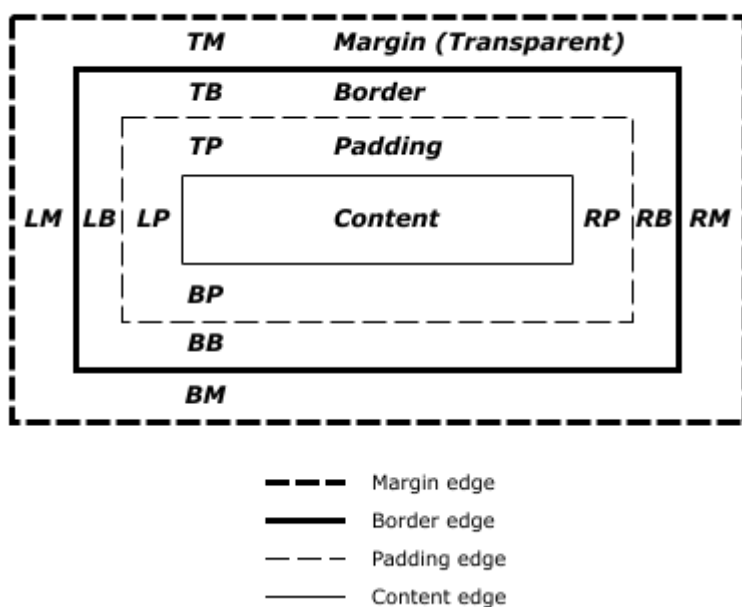 TM Margin (Transparent)
TB Border
TP Padding
LM LB LP Content RP RB RM
BP
BB
BM
Margin edge
Border edge
Padding edge
Content edge